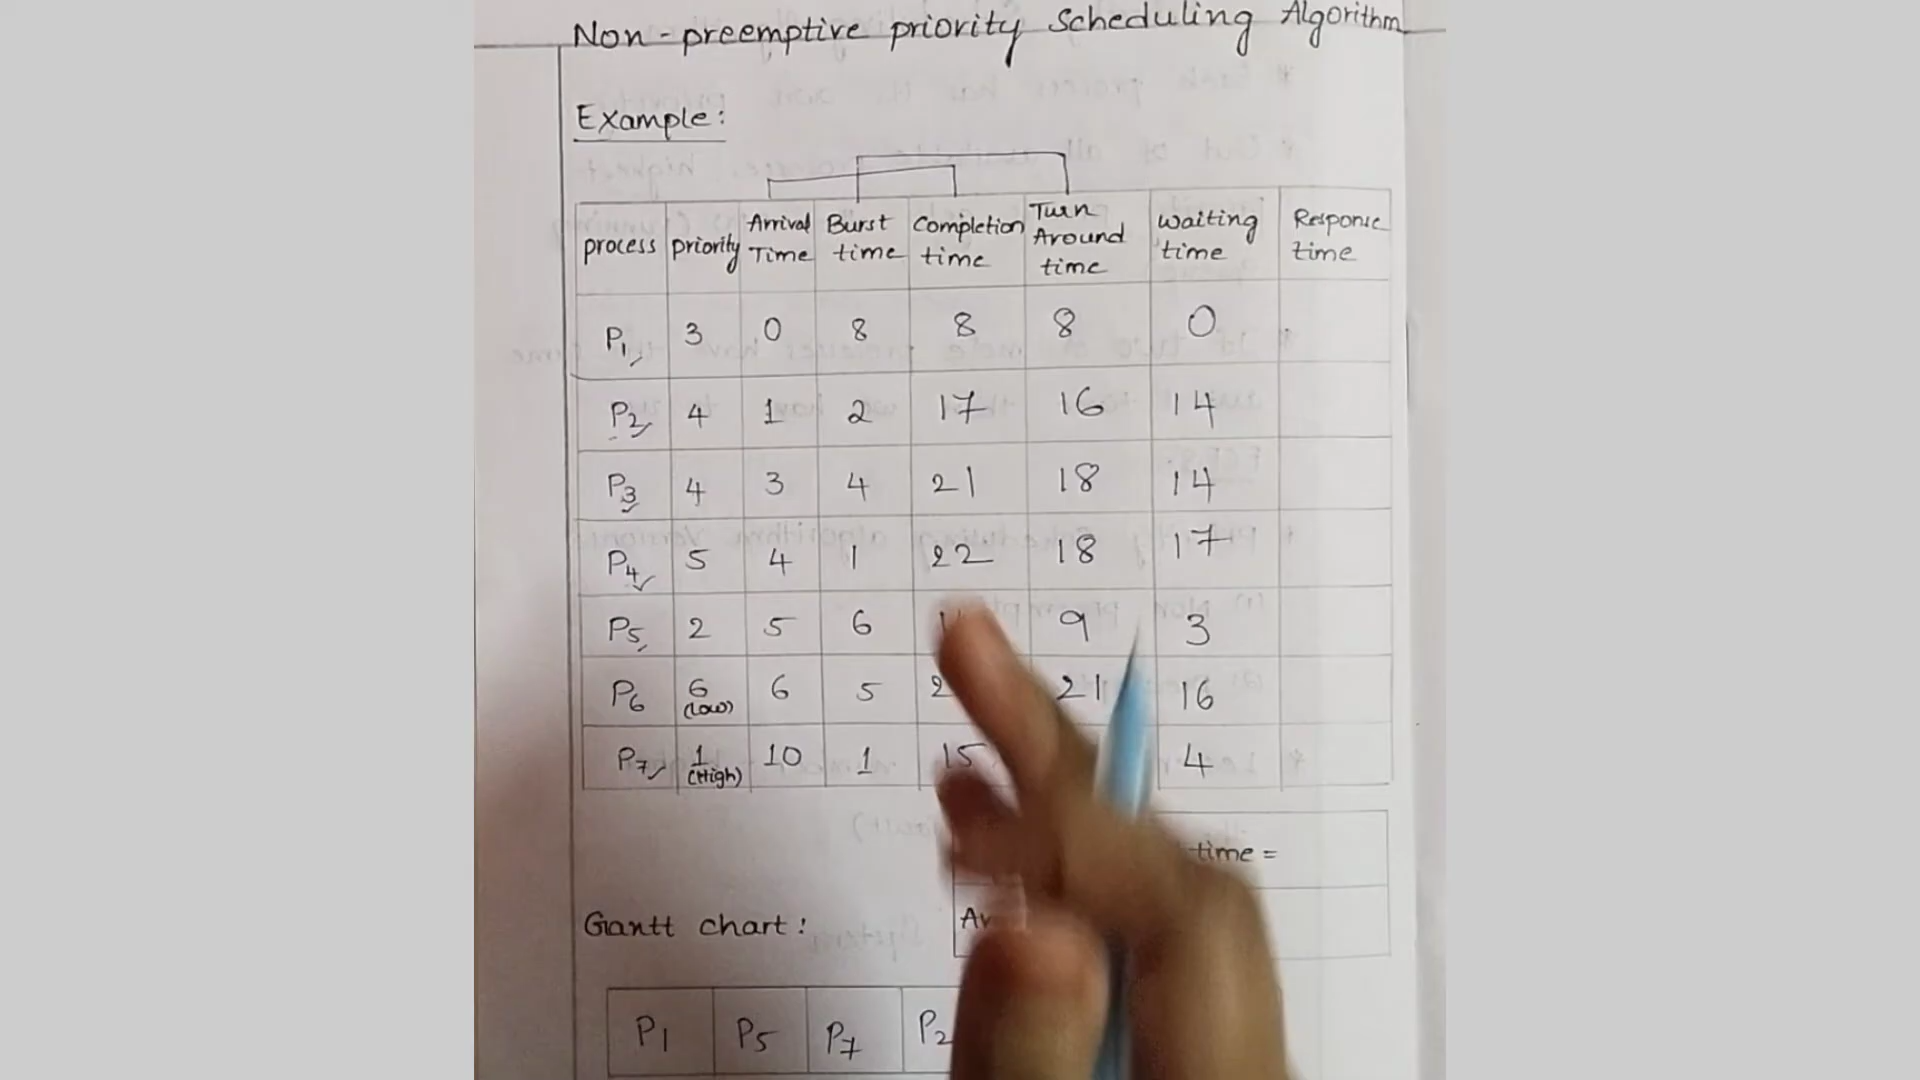 Non-preemptive priority Scheduling Algorithm
Example:
process priority Arrival Time Burst time Completion time Turn Around time Waiting time Response time
P1 3 0 8 8 8 0
P2 4 1 2 17 16 14
P3 4 3 4 21 18 14
P4 5 4 1 22 18 17
P5 2 5 6 9 3
P6 6 (Low) 6 5 21 16
P7 1 (High) 10 1 15 4
time =
Gantt chart:
P1 P5 P7 P2